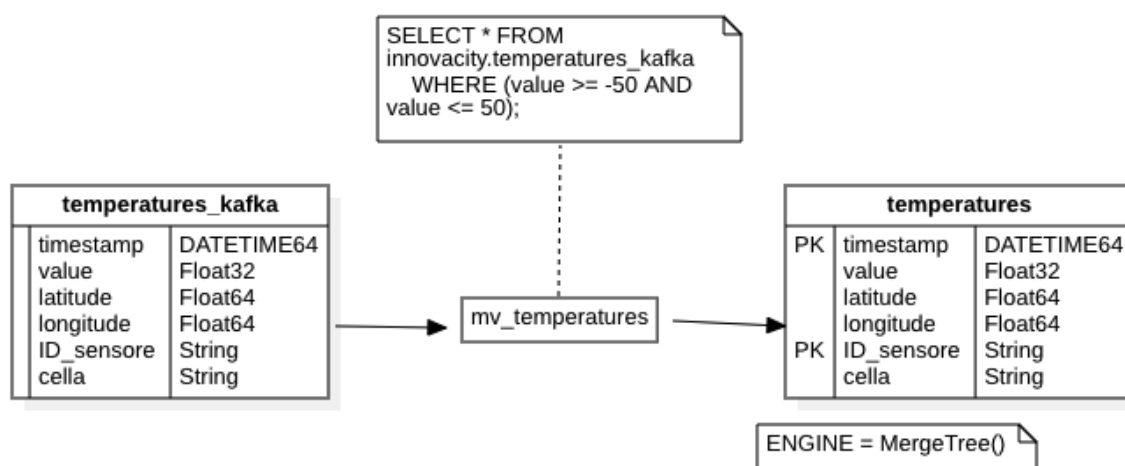 SELECT * FROM
innovacity.temperatures_kafka
WHERE (value >= -50 AND
value <= 50);
temperatures_kafka
timestamp DATETIME64
value Float32
latitude Float64
longitude Float64
ID_sensore String
cella String
mv_temperatures
temperatures
PK timestamp DATETIME64
value Float32
latitude Float64
longitude Float64
PK ID_sensore String
cella String
ENGINE = MergeTree()